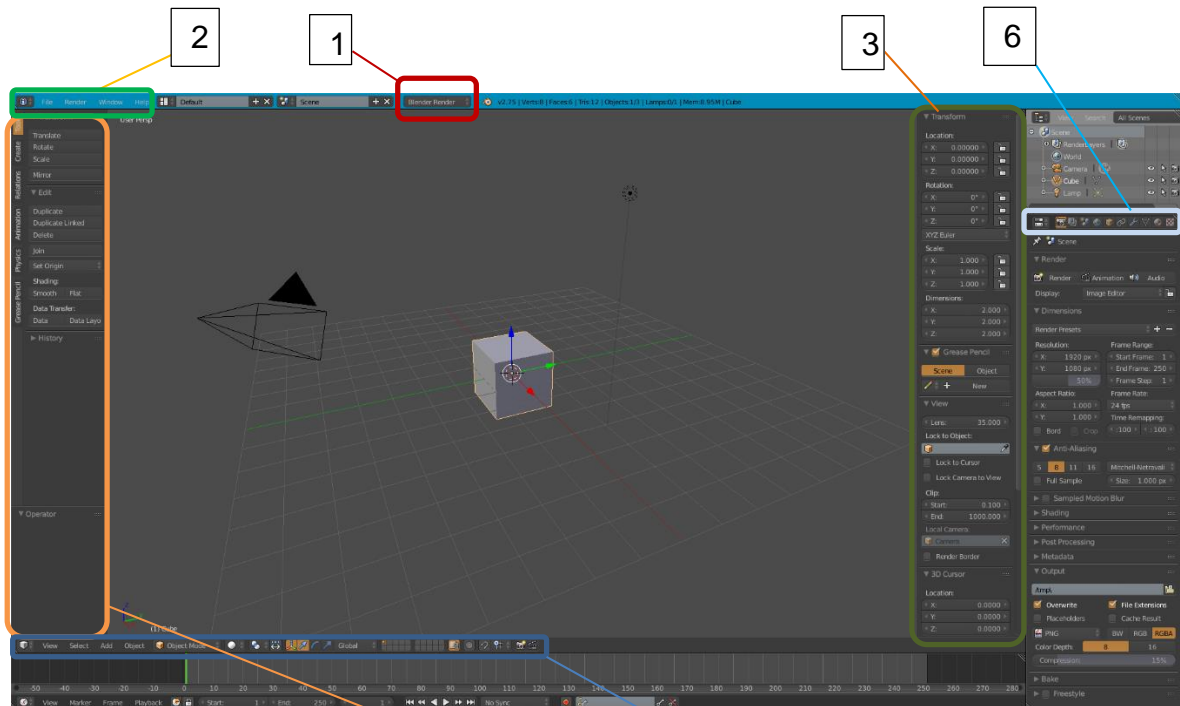 2
1
3
6
File Render Window Help
Default
Scene
Blender Render
v2.75 | Verts:8 | Faces:6 | Tris:12 | Objects:1/3 | Lamps:0/1 | Mem:8.95M | Cube
User Persp
Create
Relations
Animation
Physics
Grease Pencil
Translate
Rotate
Scale
Mirror
▼ Edit
Duplicate
Duplicate Linked
Delete
Join
Set Origin
Shading:
Smooth Flat
Data Transfer:
Data Data Layo
▶ History
▼ Operator
(1) Cube
View Select Add Object Object Mode Global
▼ Transform
Location:
X: 0.00000
Y: 0.00000
Z: 0.00000
Rotation:
X: 0°
Y: 0°
Z: 0°
XYZ Euler
Scale:
X: 1.000
Y: 1.000
Z: 1.000
Dimensions:
X: 2.000
Y: 2.000
Z: 2.000
▼ Grease Pencil
Scene Object
New
▼ View
Lens: 35.000
Lock to Object:
Lock to Cursor
Lock Camera to View
Clip:
Start: 0.100
End: 1000.000
Local Camera:
Camera
Render Border
▼ 3D Cursor
Location:
X: 0.0000
Y: 0.0000
Z: 0.0000
View Search All Scenes
Scene
RenderLayers
World
Camera
Cube
Lamp
Scene
▼ Render
Render Animation Audio
Display: Image Editor
▼ Dimensions
Render Presets
Resolution: Frame Range:
X: 1920 px Start Frame: 1
Y: 1080 px End Frame: 250
50% Frame Step: 1
Aspect Ratio: Frame Rate:
X: 1.000 24 fps
Y: 1.000 Time Remapping:
Bord Crop :100 :100
▼ Anti-Aliasing
5 8 11 16 Mitchell-Netravali
Full Sample Size: 1.000 px
▶ Sampled Motion Blur
▶ Shading
▶ Performance
▶ Post Processing
▶ Metadata
▼ Output
/tmp\
Overwrite File Extensions
Placeholders Cache Result
PNG BW RGB RGBA
Color Depth: 8 16
Compression: 15%
▶ Bake
▶ Freestyle
-50 -40 -30 -20 -10 0 10 20 30 40 50 60 70 80 90 100 110 120 130 140 150 160 170 180 190 200 210 220 230 240 250 260 270 280
View Marker Frame Playback Start: 1 End: 250 1 No Sync